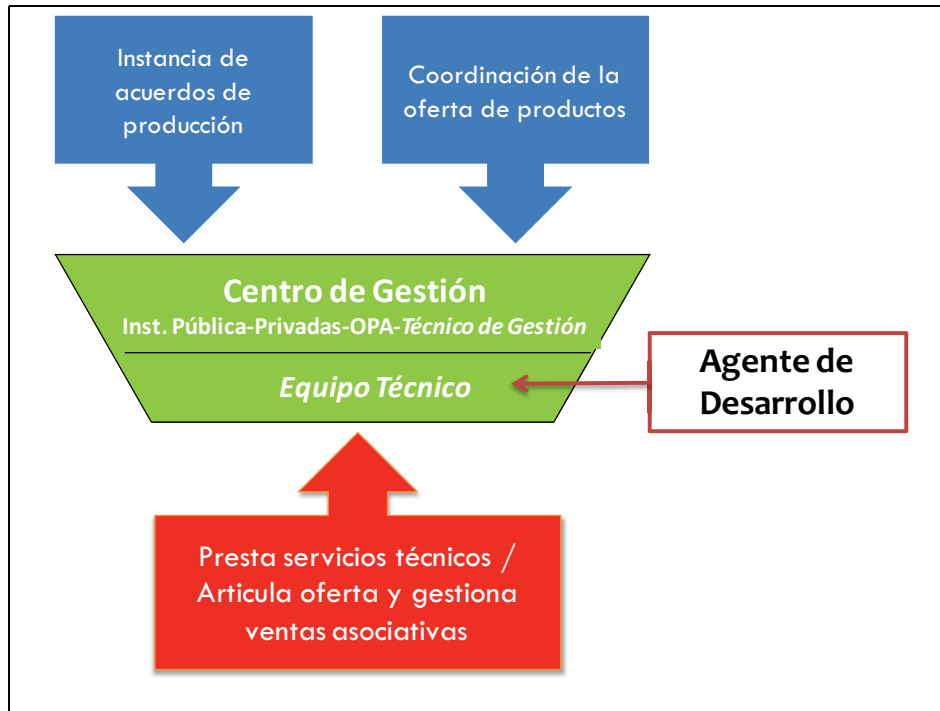 Instancia de
acuerdos de
producción
Coordinación de la
oferta de productos
Centro de Gestión
Inst. Pública-Privadas-OPA-Técnico de Gestión
Equipo Técnico
Agente de
Desarrollo
Presta servicios técnicos /
Articula oferta y gestiona
ventas asociativas